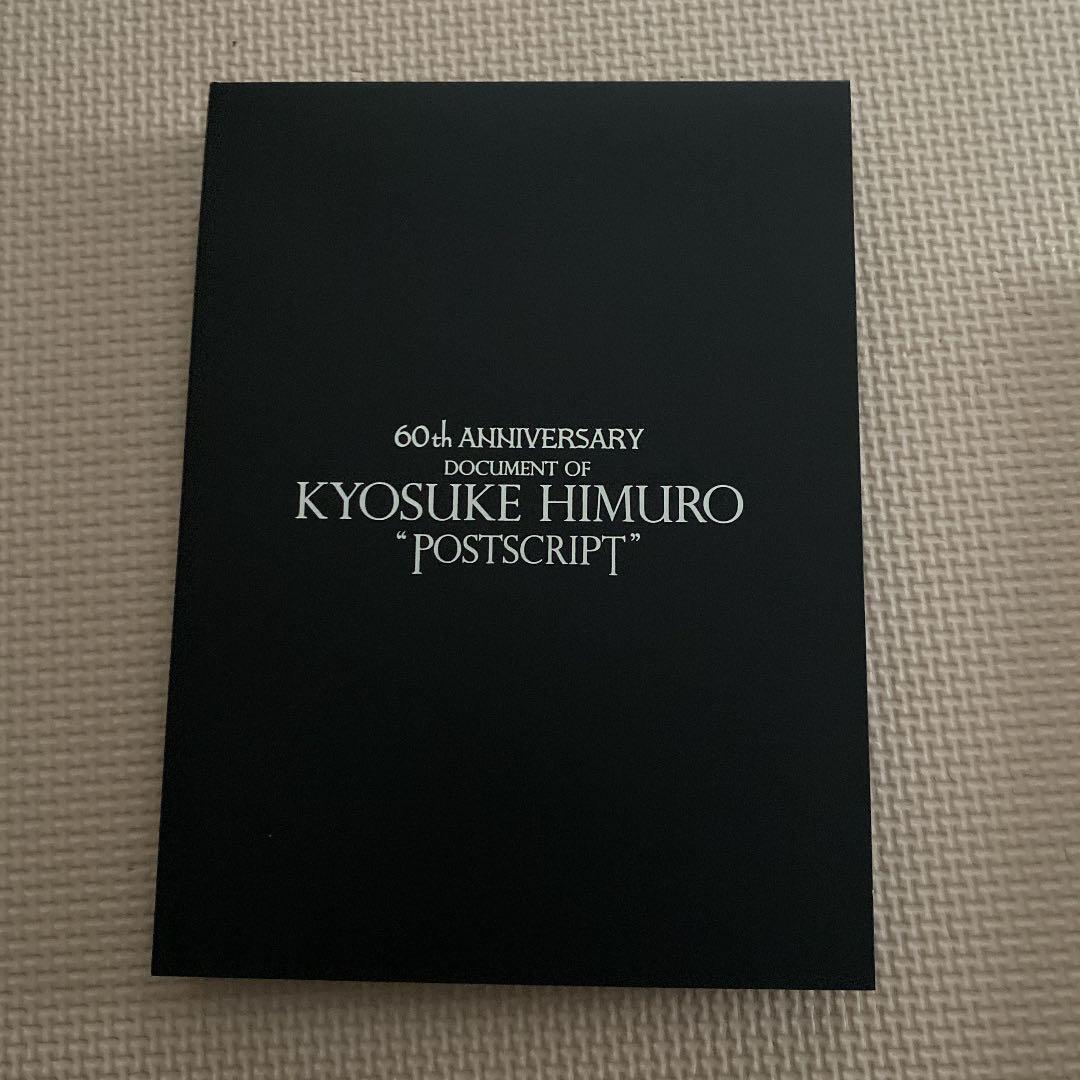 60th ANNIVERSARY
DOCUMENT OF
KYOSUKE HIMURO
“POSTSCRIPT”